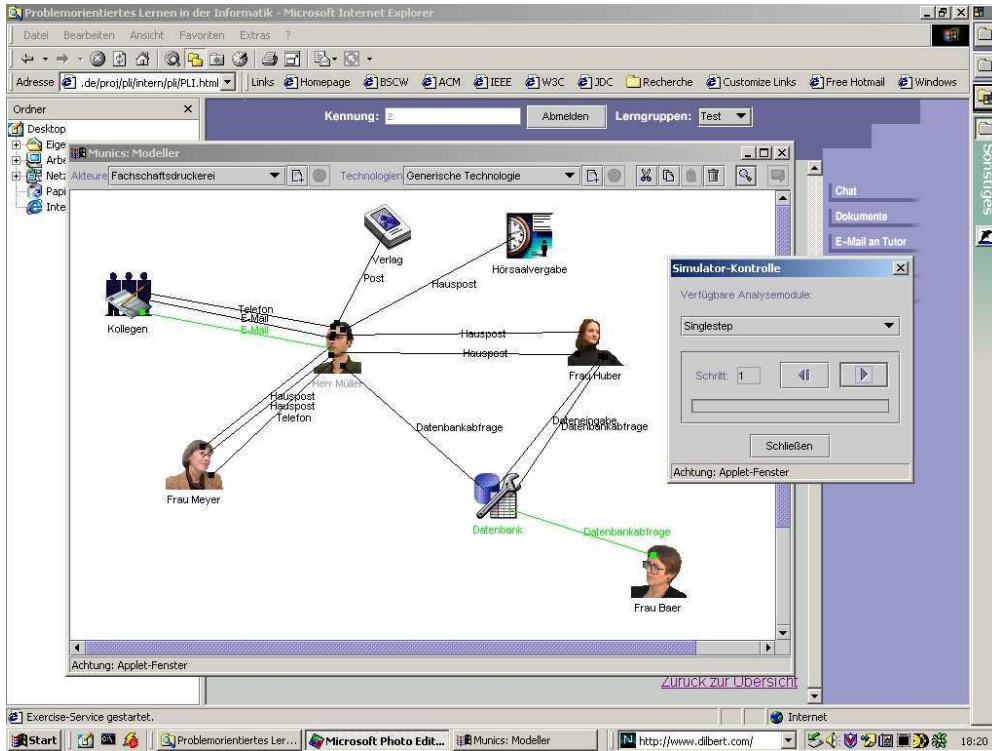 Problemorientiertes Lernen in der Informatik - Microsoft Internet Explorer
Datei Bearbeiten Ansicht Favoriten Extras ?
Adresse .de/proj/pli/intern/pli/PLI.html Links Homepage BSCW ACM IEEE W3C JDC Recherche Customize Links Free Hotmail Windows
Ordner
Desktop
Eige
Arbe
Netz
Papi
Inte
Kennung: 2 Abmelden Lerngruppen: Test
Munics: Modeller
Akteure Fachschaftsdruckerei Technologien Generische Technologie
Verlag
Post
Hörsaalvergabe
Hauspost
Kollegen
Telefon
E-Mail
E-Mail
Herr Müller
Hauspost
Hauspost
Frau Huber
Hauspost
Hauspost
Telefon
Frau Meyer
Datenbankabfrage
Dateneingabe
Datenbankabfrage
Datenbank
Datenbankabfrage
Frau Baer
Achtung: Applet-Fenster
Chat
Dokumente
E-Mail an Tutor
Simulator-Kontrolle
Verfügbare Analysemodule:
Singlestep
Schritt: 1
Schließen
Achtung: Applet-Fenster
Sonstiges
Zurück zur Übersicht
Exercise-Service gestartet. Internet
Start Problemorientiertes Ler... Microsoft Photo Edit... Munics: Modeller http://www.dilbert.com/ 18:20